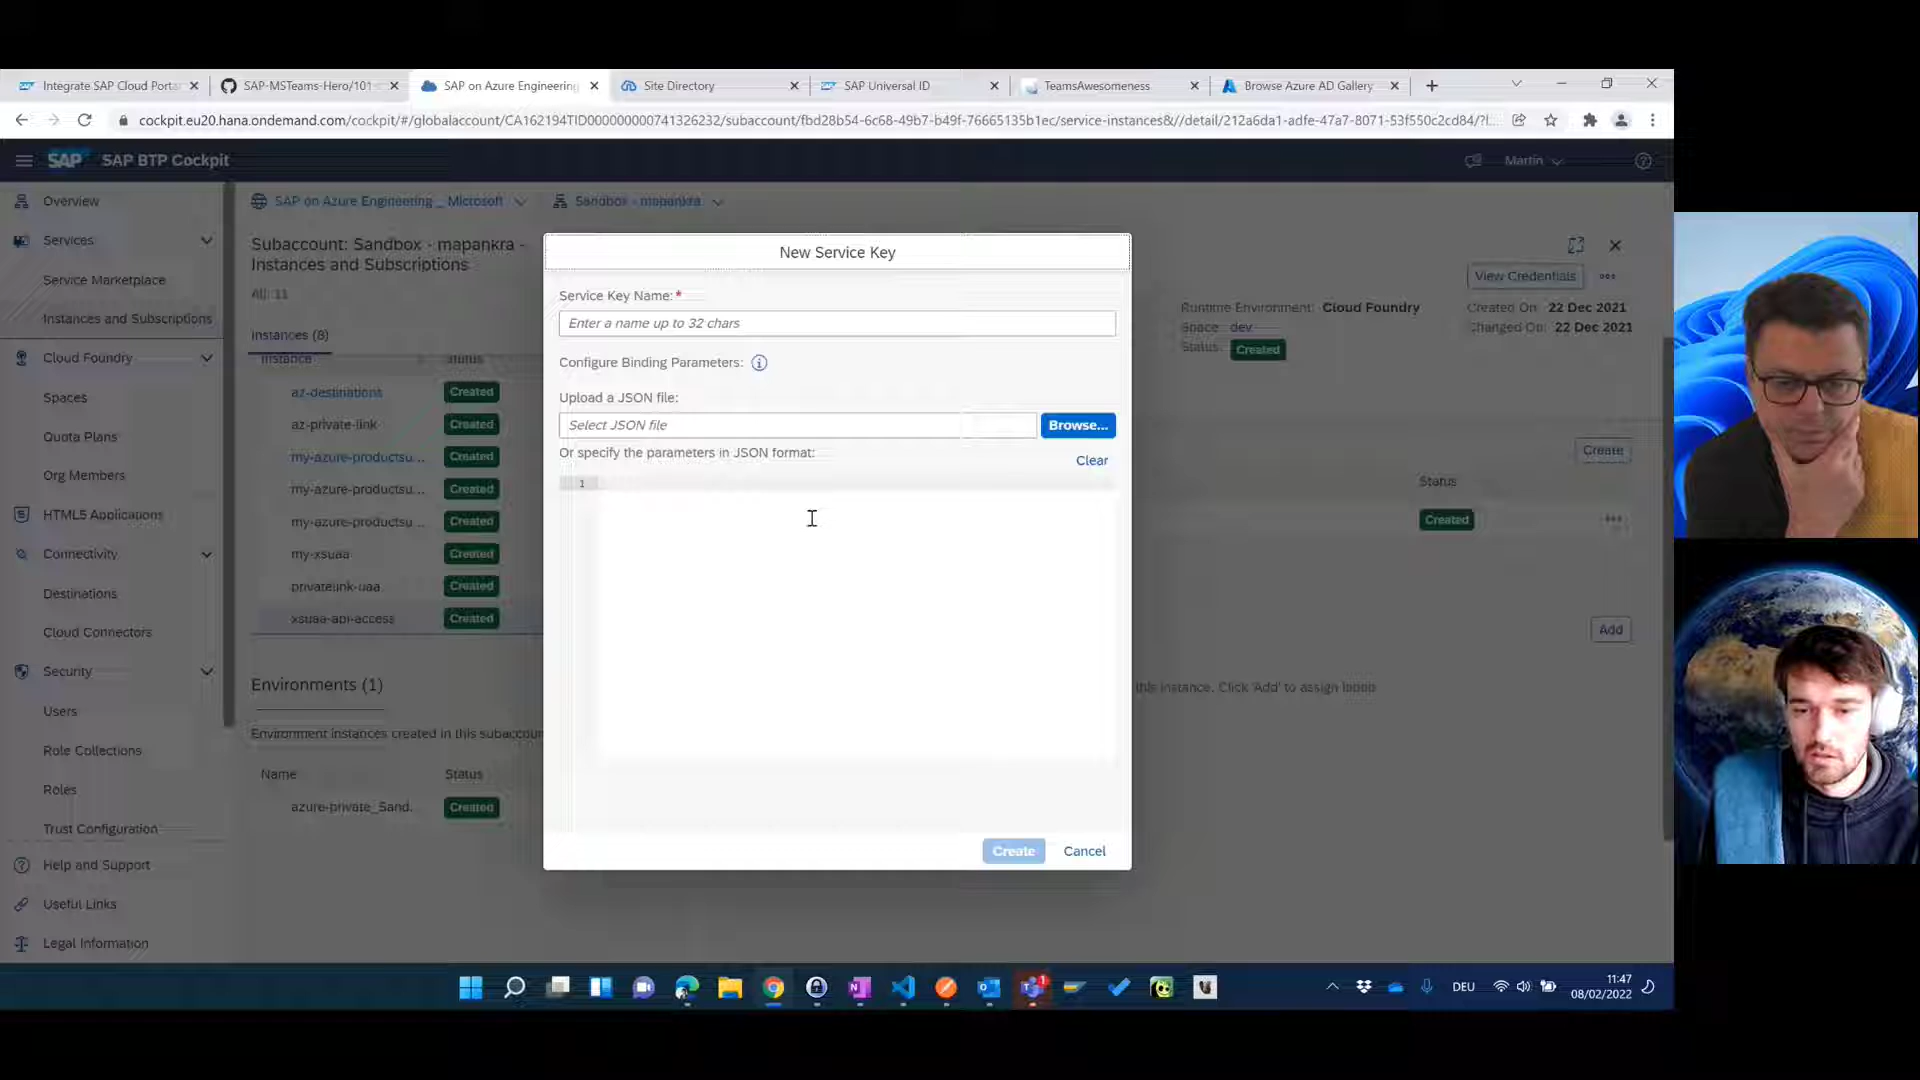 Integrate SAP Cloud Porta
SAP-MSTeams-Hero/101-
SAP on Azure Engineering
Site Directory
SAP Universal ID
TeamsAwesomeness
Browse Azure AD Gallery
cockpit.eu20.hana.ondemand.com/cockpit/#/globalaccount/CA162194TID000000000741326232/subaccount/fbd28b54-6c68-49b7-b49f-76665135b1ec/service-instances&//detail/212a6da1-adfe-47a7-8071-53f550c2cd84/?l...
SAP
SAP BTP Cockpit
Martin
Overview
Services
Service Marketplace
Instances and Subscriptions
Cloud Foundry
Spaces
Quota Plans
Org Members
HTML5 Applications
Connectivity
Destinations
Cloud Connectors
Security
Users
Role Collections
Roles
Trust Configuration
Help and Support
Useful Links
Legal Information
SAP on Azure Engineering _ Microsoft
Sandbox - mapankra
Subaccount: Sandbox - mapankra -
Instances and Subscriptions
All: 11
Instances (8)
Instance
Status
az-destinations
Created
az-private-link
Created
my-azure-productsu ...
Created
my-azure-productsu ...
Created
my-azure-productsu ...
Created
my-xsuaa
Created
privatelink-uaa
Created
xsuaa-api-access
Created
Environments (1)
Environment instances created in this subaccoun
Name
Status
azure-private_Sand.
Created
New Service Key
Service Key Name: *
Enter a name up to 32 chars
Configure Binding Parameters:
Upload a JSON file:
Select JSON file
Browse...
Or specify the parameters in JSON format:
Clear
1
Create
Cancel
View Credentials
Runtime Environment: Cloud Foundry
Space: dev
Status: Created
Created On: 22 Dec 2021
Changed On: 22 Dec 2021
Create
Status
Created
Add
this instance. Click 'Add' to assign
1
DEU
11:47
08/02/2022